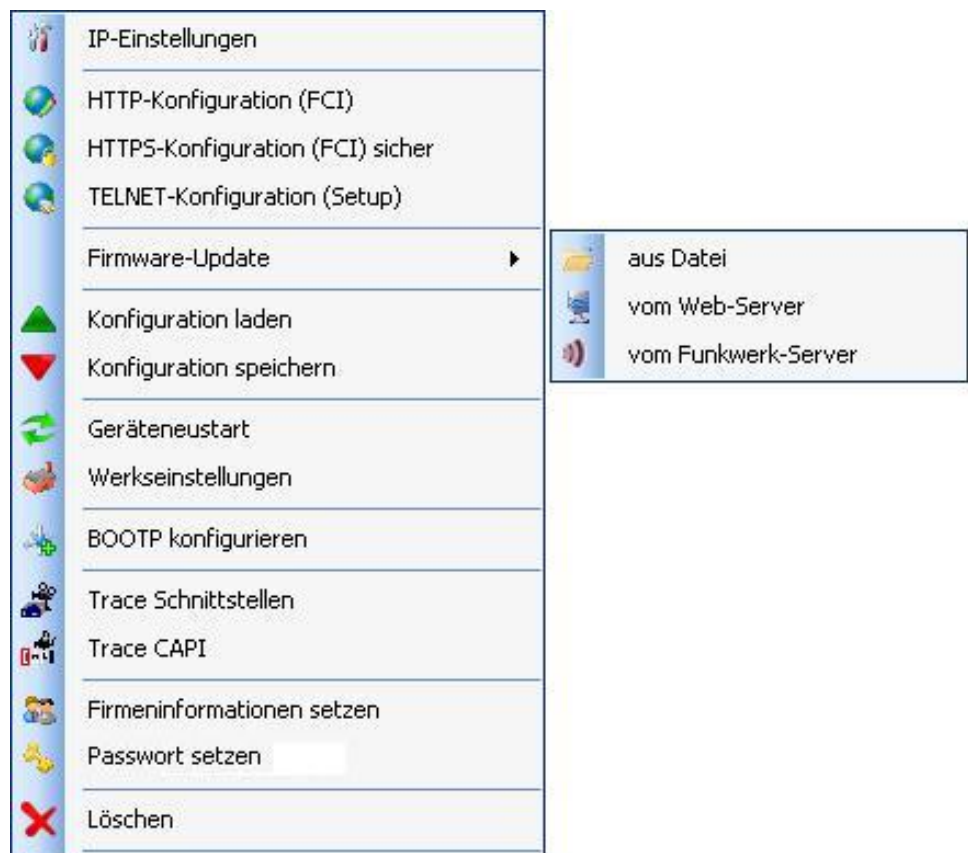 IP-Einstellungen
HTTP-Konfiguration (FCI)
HTTPS-Konfiguration (FCI) sicher
TELNET-Konfiguration (Setup)
Firmware-Update
aus Datei
vom Web-Server
vom Funkwerk-Server
Konfiguration laden
Konfiguration speichern
Geräteneustart
Werkseinstellungen
BOOTP konfigurieren
Trace Schnittstellen
Trace CAPI
Firmeninformationen setzen
Passwort setzen
Löschen